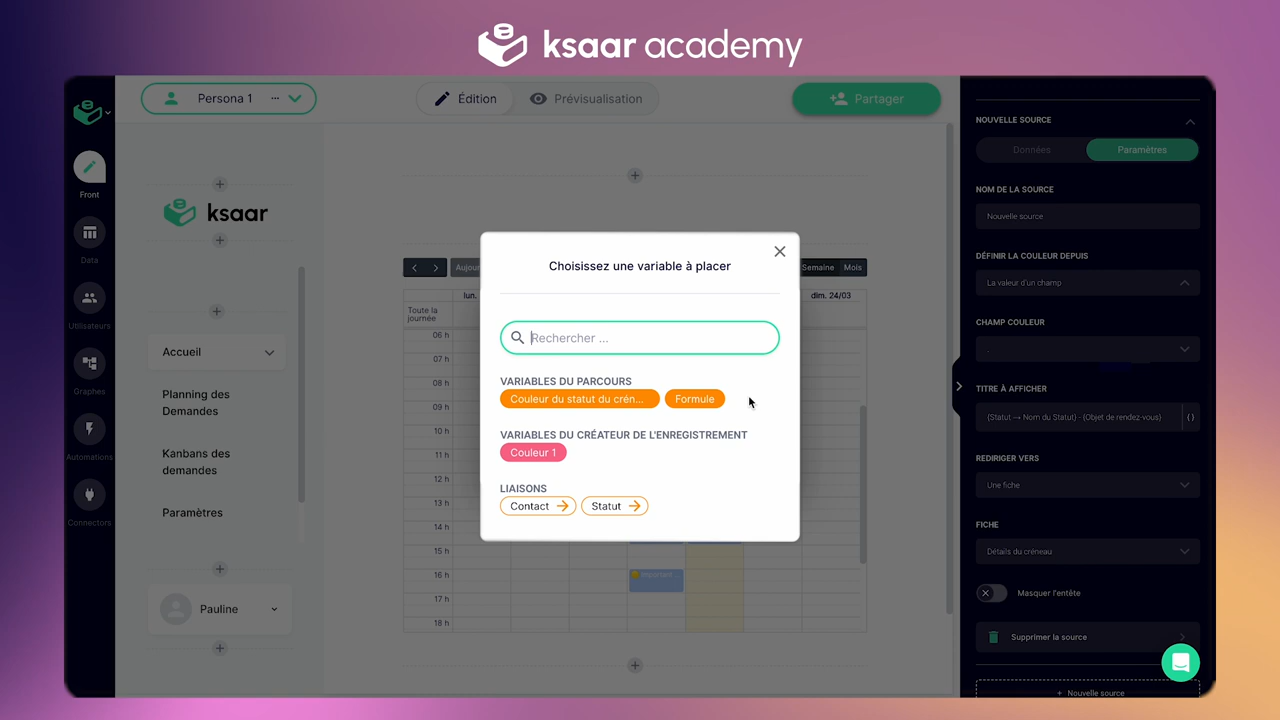 ksaar academy
Persona 1
Édition
Prévisualisation
Partager
Front
Data
Utilisateurs
Graphes
Automations
Connectors
ksaar
Accueil
Planning des
Demandes
Kanbans des
demandes
Paramètres
Pauline
Aujou
Semaine
Mois
lun.
dim. 24/03
Toute la
journée
06 h
07 h
08 h
09 h
10 h
11 h
12 h
13 h
14 h
15 h
16 h
17 h
18 h
important
Choisissez une variable à placer
Rechercher ...
VARIABLES DU PARCOURS
Couleur du statut du crén...
Formule
VARIABLES DU CRÉATEUR DE L'ENREGISTREMENT
Couleur 1
LIAISONS
Contact
Statut
NOUVELLE SOURCE
Données
Paramètres
NOM DE LA SOURCE
Nouvelle source
DÉFINIR LA COULEUR DEPUIS
La valeur d'un champ
CHAMP COULEUR
.
TITRE À AFFICHER
{Statut → Nom du Statut} - {Objet de rendez-vous}
{ }
REDIRIGER VERS
Une fiche
FICHE
Détails du créneau
Masquer l'entête
Supprimer la source
+ Nouvelle source